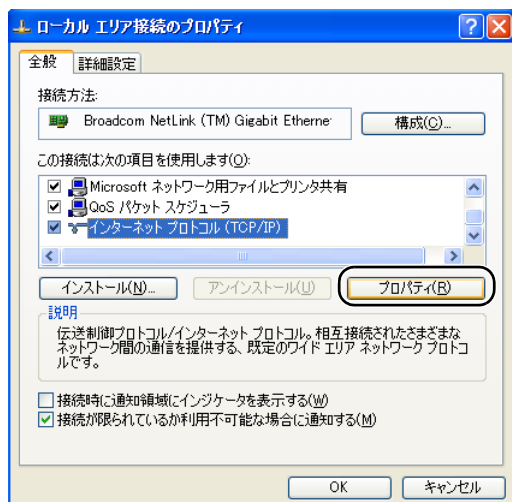 ローカル エリア接続のプロパティ
全般
詳細設定
接続方法:
Broadcom NetLink (TM) Gigabit Etherne
構成(C)...
この接続は次の項目を使用します(O):
Microsoft ネットワーク用ファイルとプリンタ共有
QoS パケット スケジューラ
インターネット プロトコル (TCP/IP)
インストール(N)...
アンインストール(U)
プロパティ(R)
説明
伝送制御プロトコル/インターネット プロトコル。相互接続されたさまざまな
ネットワーク間の通信を提供する、既定のワイド エリア ネットワーク プロトコ
ルです。
接続時に通知領域にインジケータを表示する(W)
接続が限られているか利用不可能な場合に通知する(M)
OK
キャンセル